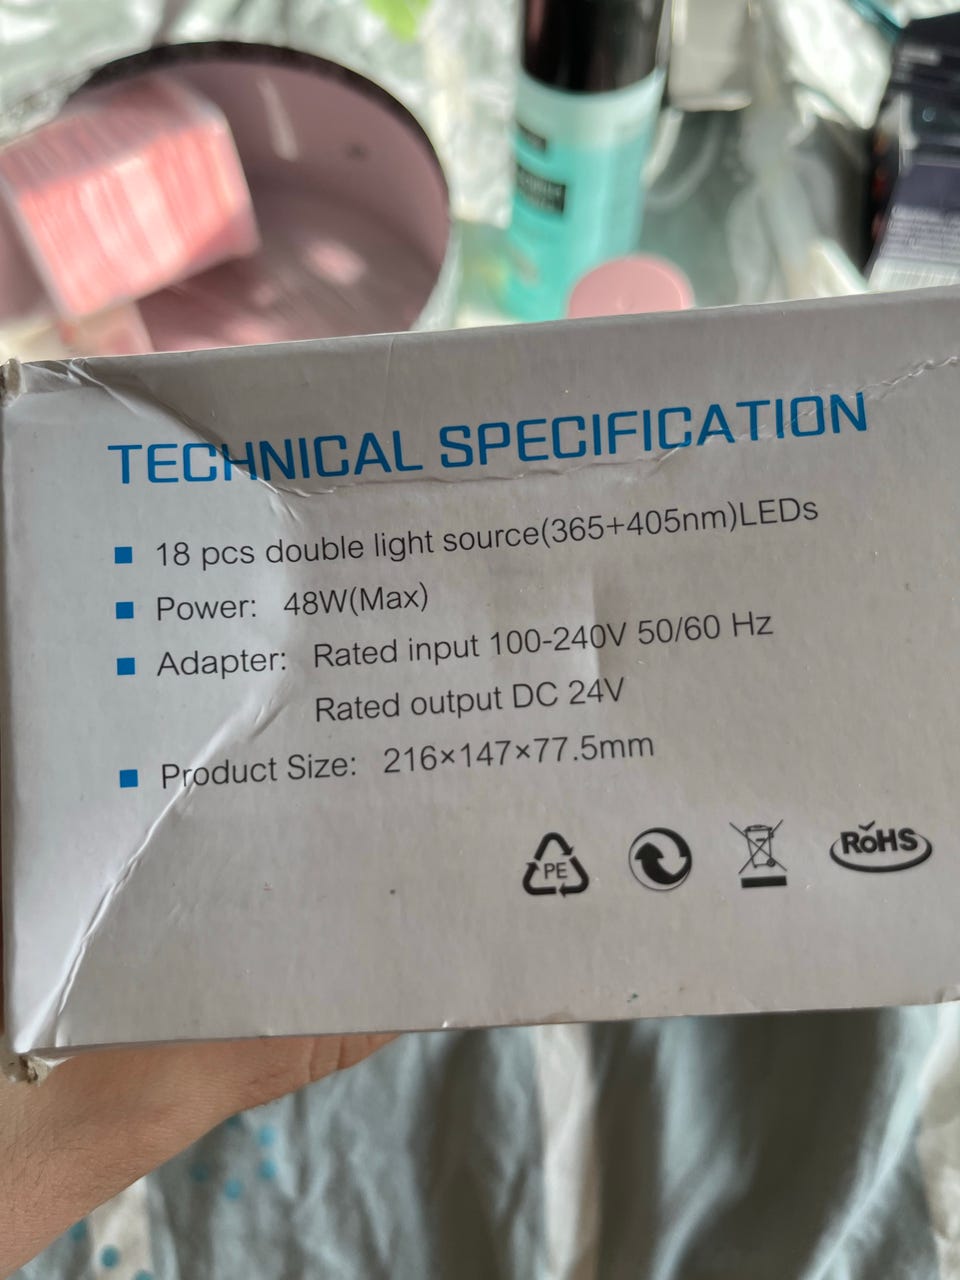 TECHNICAL SPECIFICATION
18 pcs double light source(365+405nm)LEDs
Power: 48W(Max)
Adapter: Rated input 100-240V 50/60 Hz
Rated output DC 24V
Product Size: 216×147×77.5mm
PE
RoHS